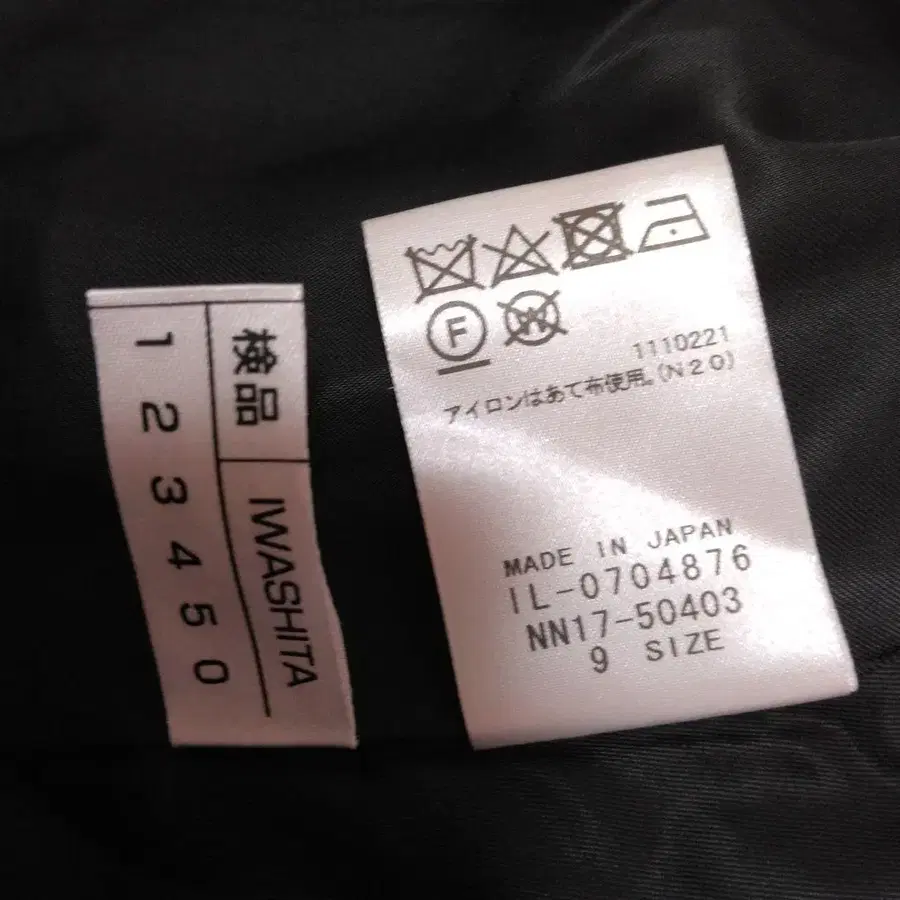 検品 IWASHITA
1 2 3 4 5 0
F
W
1110221
アイロンはあて布使用。(N20)
MADE IN JAPAN
IL-0704876
NN17-50403
9 SIZE